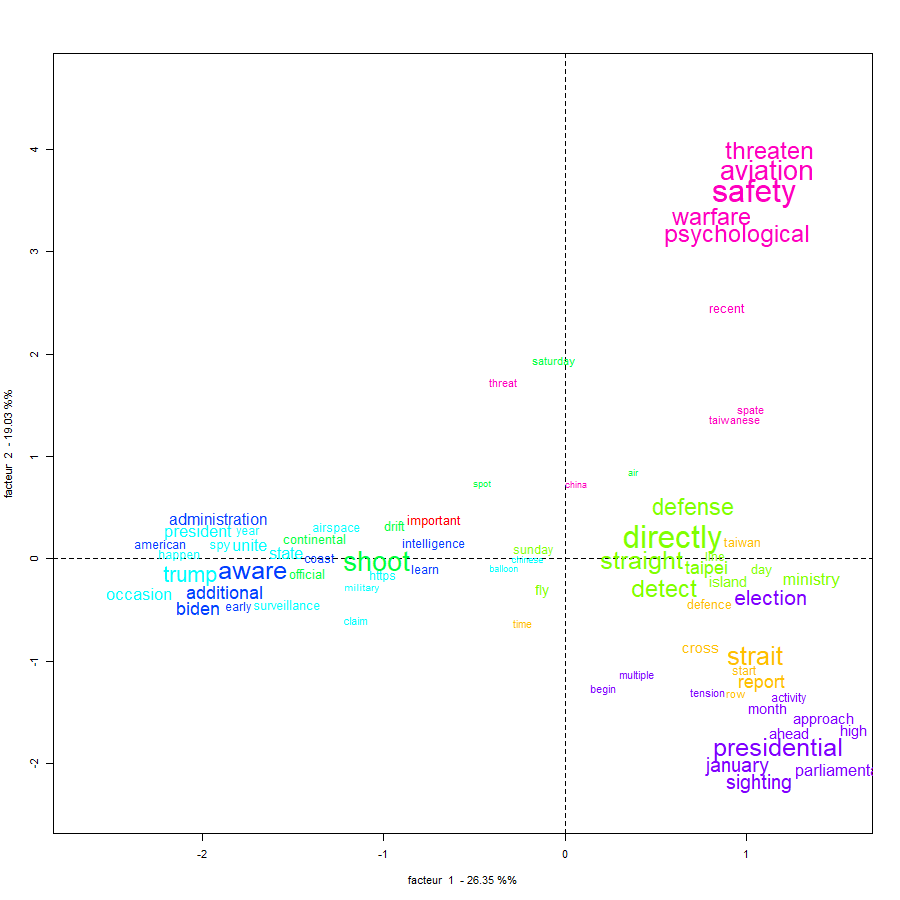 threaten
aviation
safety
warfare
psychological
recent
saturday
threat
spate
taiwanese
air
spot
china
defense
administration
important
president year
airspace
drift
directly
continental
taiwan
american
spy unite
intelligence
sunday
happen
state
coast
shoot
straight
chinese
trump
aware
official
https
learn
balloon
taipei
day
island
ministry
occasion
additional
military
fly
detect
biden
early
surveillance
defence
election
claim
time
cross
strait
start
multiple
report
begin
tension
row
activity
month
approach
high
ahead
presidential
january
parliamenta
sighting
4
3
2
1
0
-1
-2
facteur 2 - 19.03 %%
-2
-1
0
1
facteur 1 - 26.35 %%